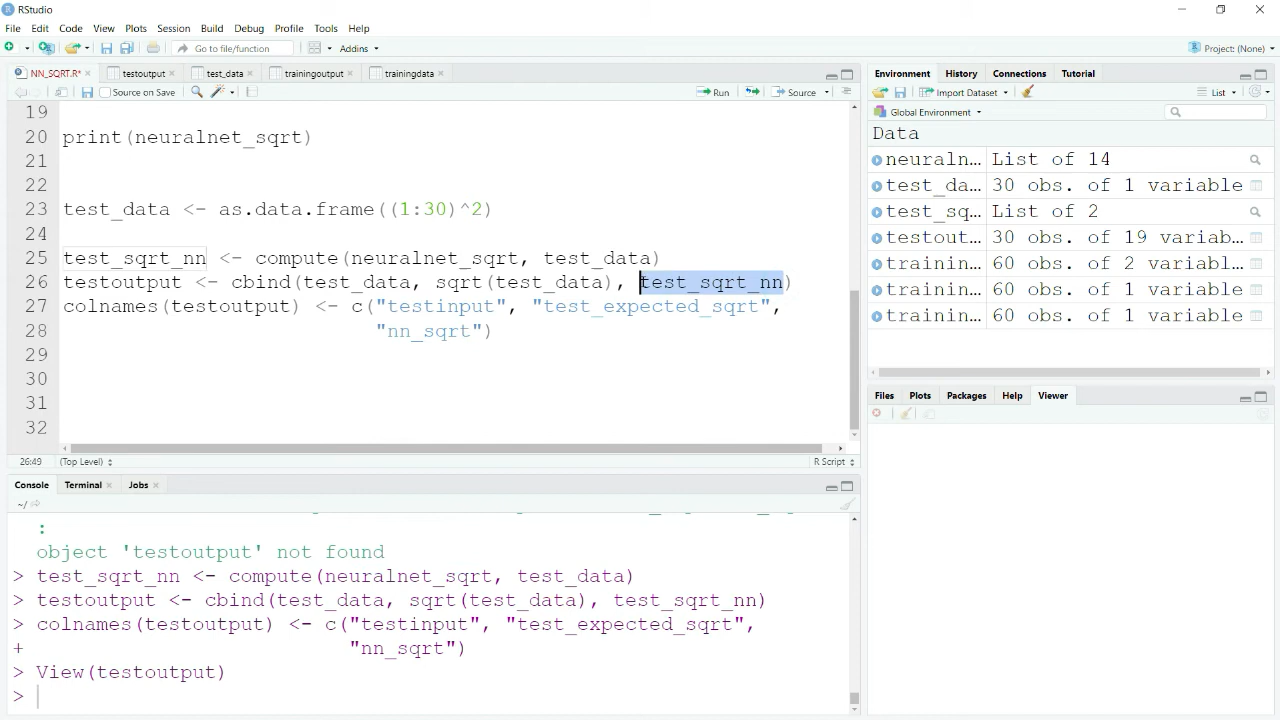 RStudio
File Edit Code View Plots Session Build Debug Profile Tools Help
Go to file/function Addins Project: (None)
NN_SQRT.R* testoutput test_data trainingoutput trainingdata
Source on Save Run Source
19
20 print(neuralnet_sqrt)
21
22
23 test_data <- as.data.frame((1:30)^2)
24
25 test_sqrt_nn <- compute(neuralnet_sqrt, test_data)
26 testoutput <- cbind(test_data, sqrt(test_data), test_sqrt_nn)
27 colnames(testoutput) <- c("testinput", "test_expected_sqrt",
28 "nn_sqrt")
29
30
31
32
26:49 (Top Level) R Script
Console Terminal Jobs
~/
:
object 'testoutput' not found
> test_sqrt_nn <- compute(neuralnet_sqrt, test_data)
> testoutput <- cbind(test_data, sqrt(test_data), test_sqrt_nn)
> colnames(testoutput) <- c("testinput", "test_expected_sqrt",
+ "nn_sqrt")
> View(testoutput)
>
Environment History Connections Tutorial
Import Dataset List
Global Environment
Data
neuraln… List of 14
test_da… 30 obs. of 1 variable
test_sq… List of 2
testout… 30 obs. of 19 variab…
trainin… 60 obs. of 2 variabl…
trainin… 60 obs. of 1 variable
trainin… 60 obs. of 1 variable
Files Plots Packages Help Viewer